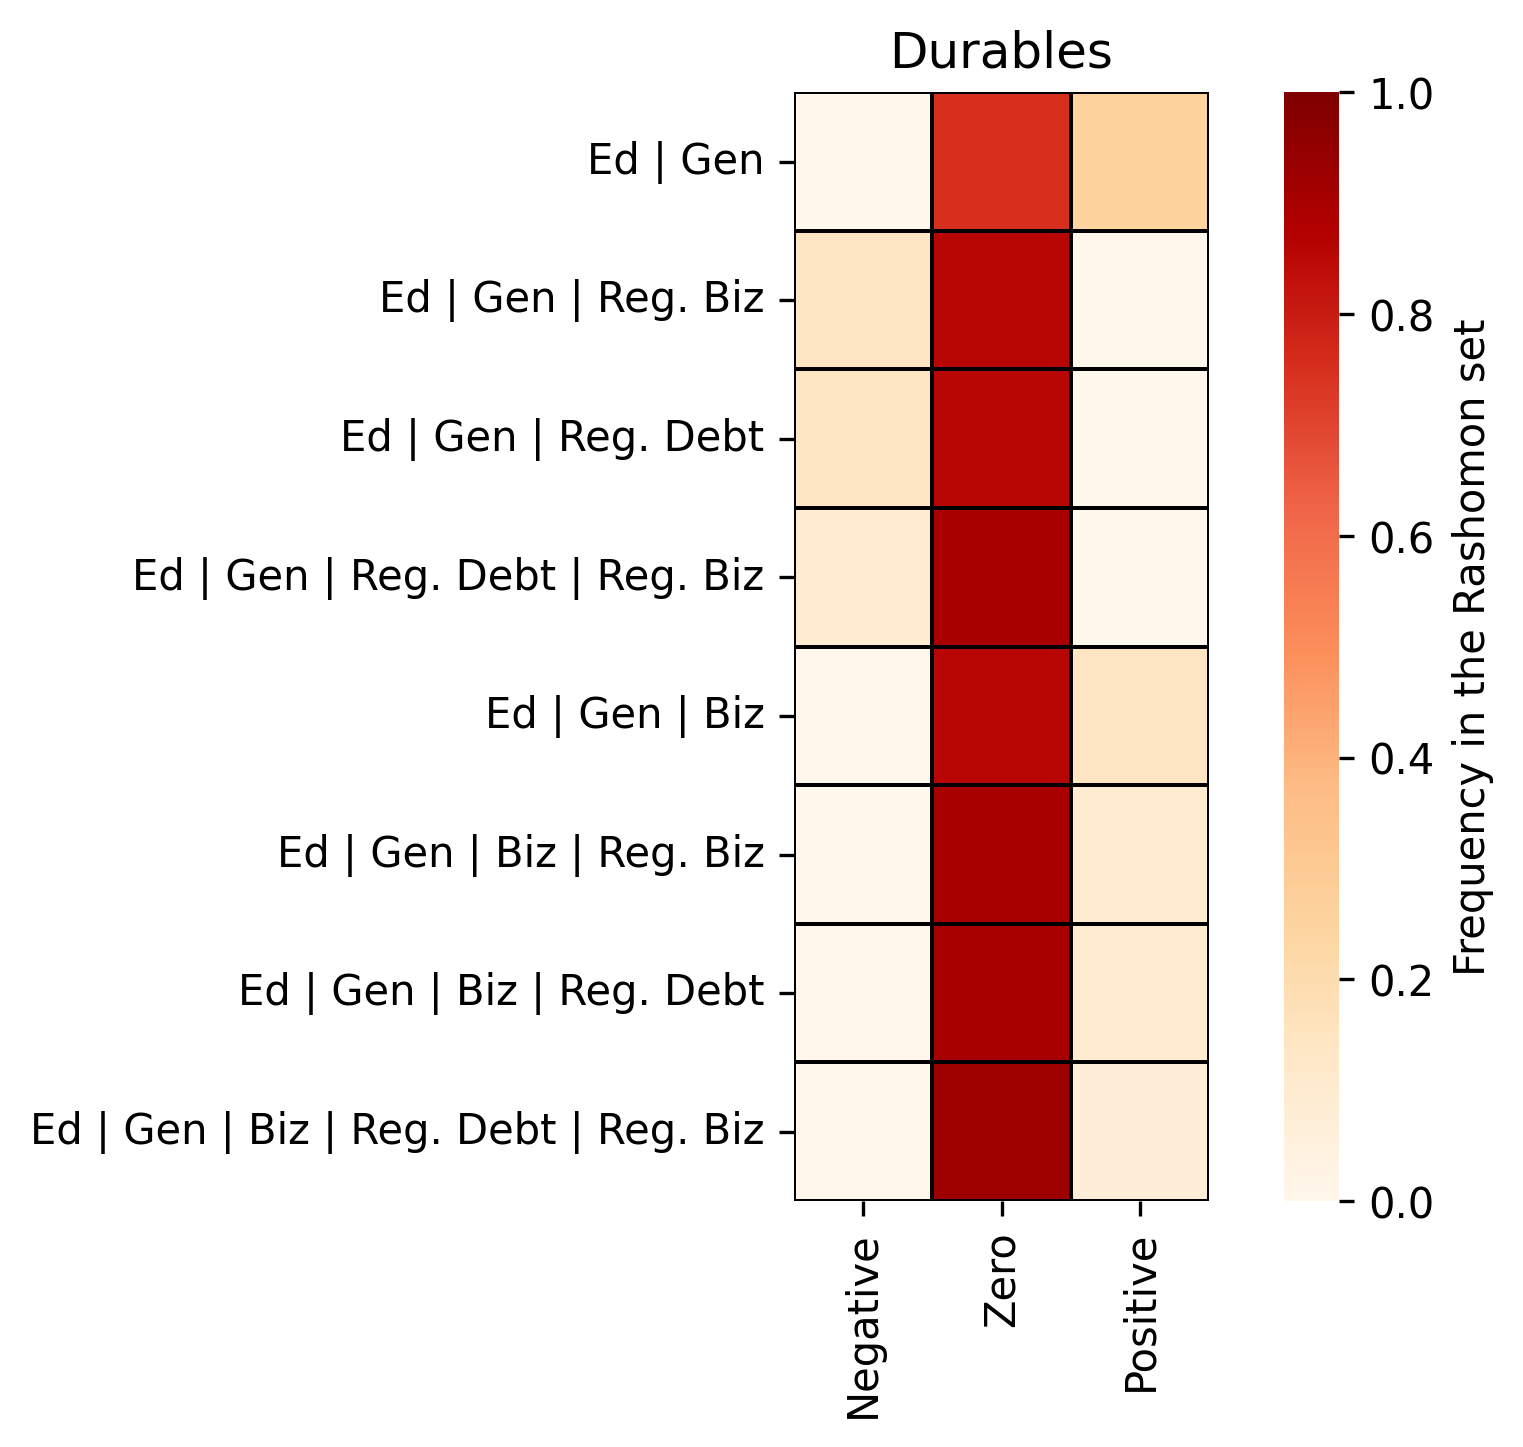 Durables
Ed | Gen
Ed | Gen | Reg. Biz
Ed | Gen | Reg. Debt
Ed | Gen | Reg. Debt | Reg. Biz
Ed | Gen | Biz
Ed | Gen | Biz | Reg. Biz
Ed | Gen | Biz | Reg. Debt
Ed | Gen | Biz | Reg. Debt | Reg. Biz
Negative
Zero
Positive
1.0
0.8
0.6
0.4
0.2
0.0
Frequency in the Rashomon set